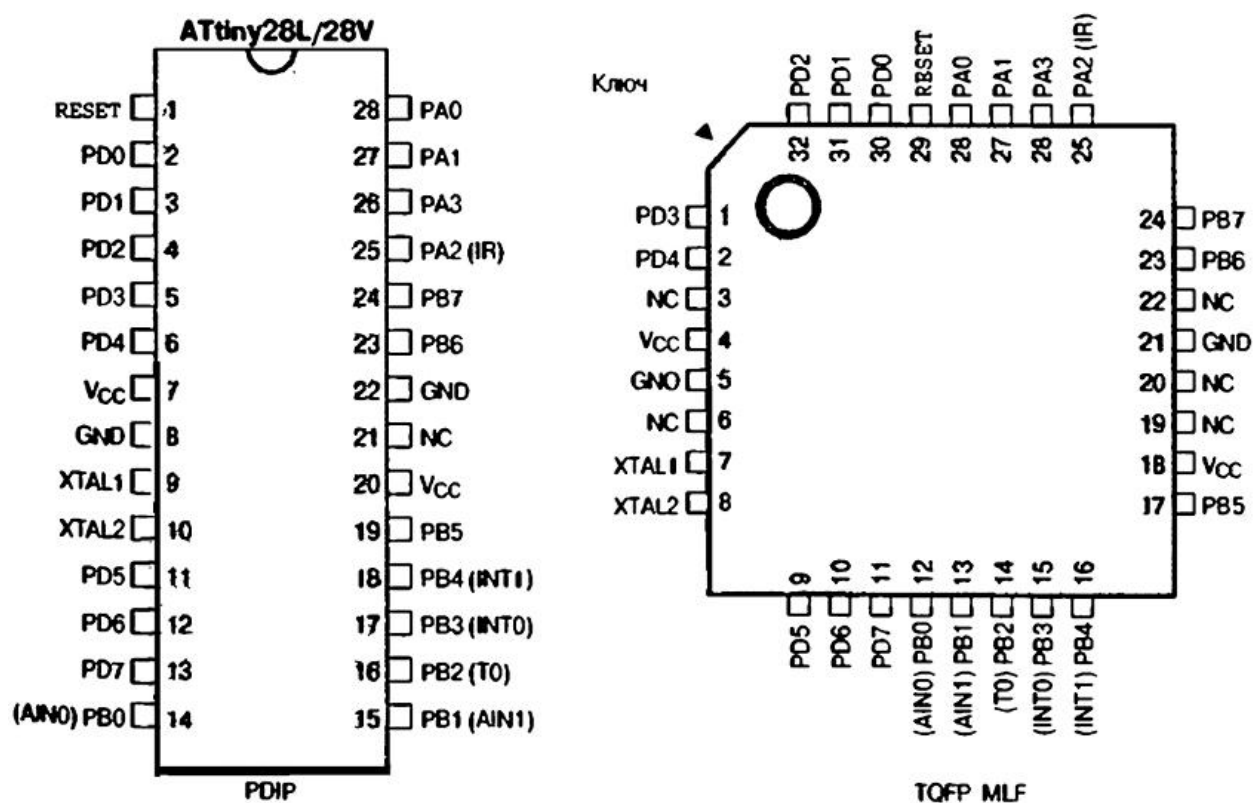 ATtiny28L/28V
RESET 1 28 PA0
PD0 2 27 PA1
PD1 3 26 PA3
PD2 4 25 PA2 (IR)
PD3 5 24 PB7
PD4 6 23 PB6
VCC 7 22 GND
GND 8 21 NC
XTAL1 9 20 VCC
XTAL2 10 19 PB5
PD5 11 18 PB4 (INT1)
PD6 12 17 PB3 (INT0)
PD7 13 16 PB2 (T0)
(AIN0) PB0 14 15 PB1 (AIN1)
PDIP
Ключ
PD2 PD1 PD0 RESET PA0 PA1 PA3 PA2 (IR)
32 31 30 29 28 27 28 25
PD3 1 24 PB7
PD4 2 23 PB6
NC 3 22 NC
VCC 4 21 GND
GNO 5 20 NC
NC 6 19 NC
XTAL1 7 18 VCC
XTAL2 8 17 PB5
9 10 11 12 13 14 15 16
PD5 PD6 PD7 (AIN0) PB0 (AIN1) PB1 (T0) PB2 (INT0) PB3 (INT1) PB4
TQFP MLF